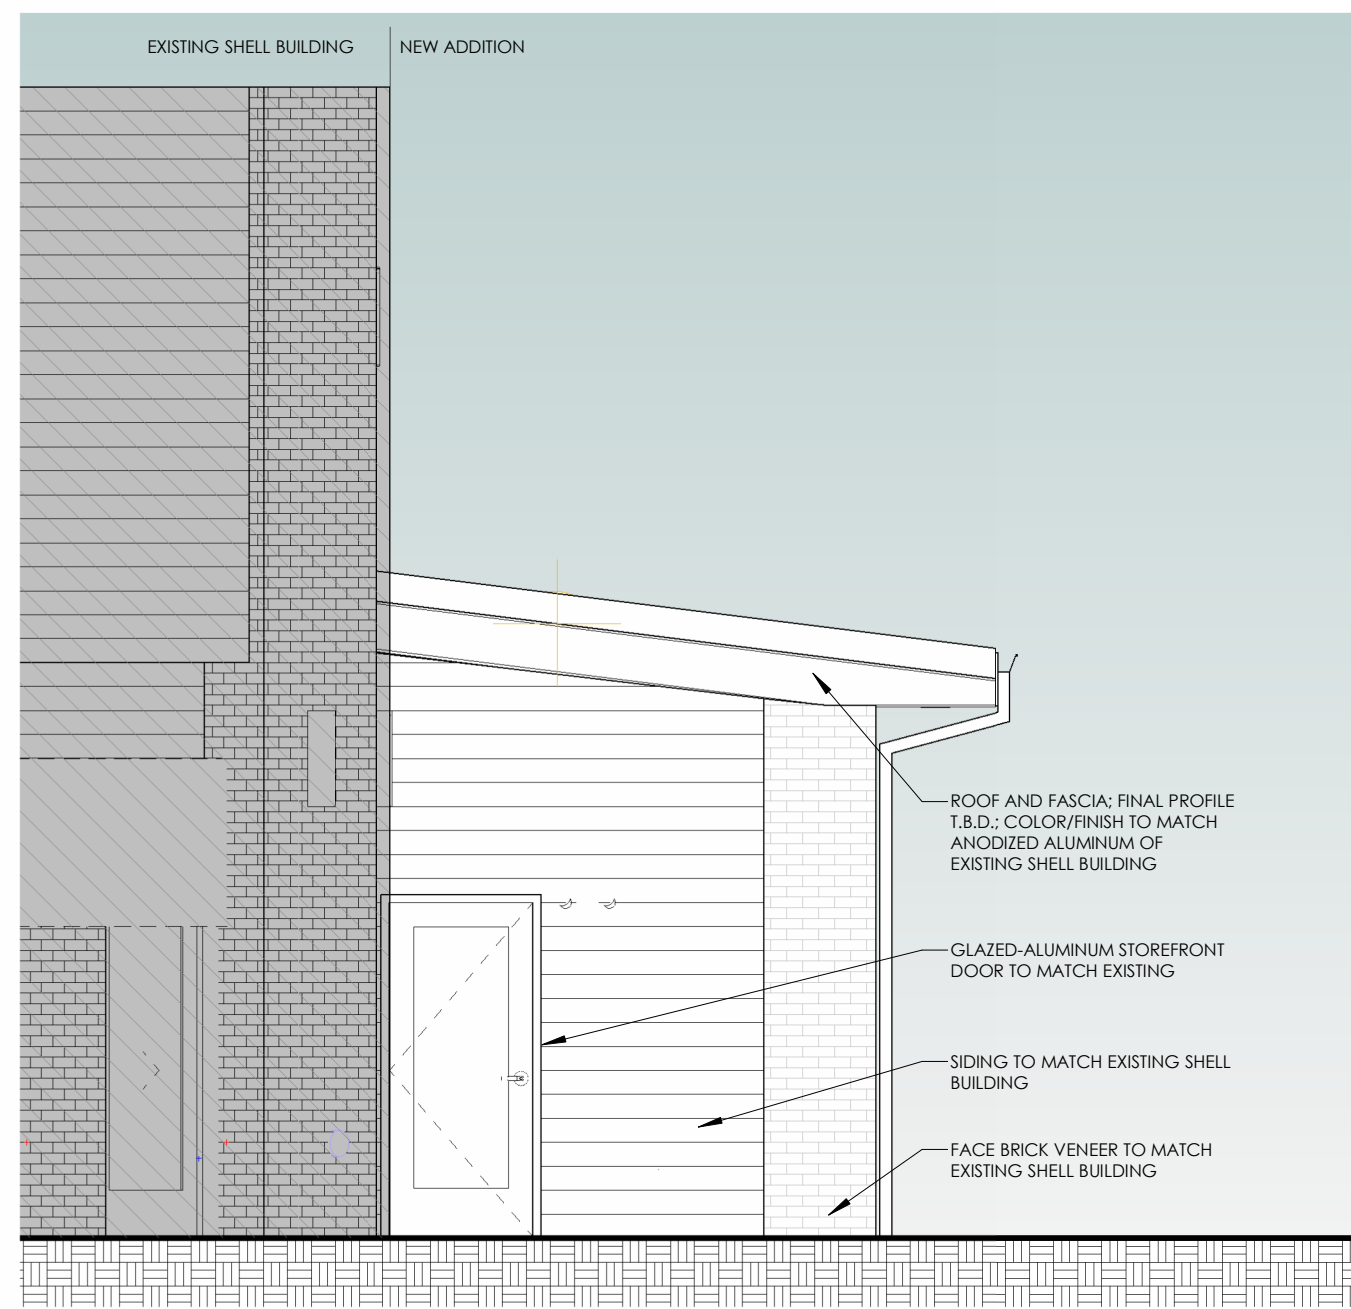 EXISTING SHELL BUILDING
NEW ADDITION
ROOF AND FASCIA; FINAL PROFILE
T.B.D.; COLOR/FINISH TO MATCH
ANODIZED ALUMINUM OF
EXISTING SHELL BUILDING
GLAZED-ALUMINUM STOREFRONT
DOOR TO MATCH EXISTING
SIDING TO MATCH EXISTING SHELL
BUILDING
FACE BRICK VENEER TO MATCH
EXISTING SHELL BUILDING